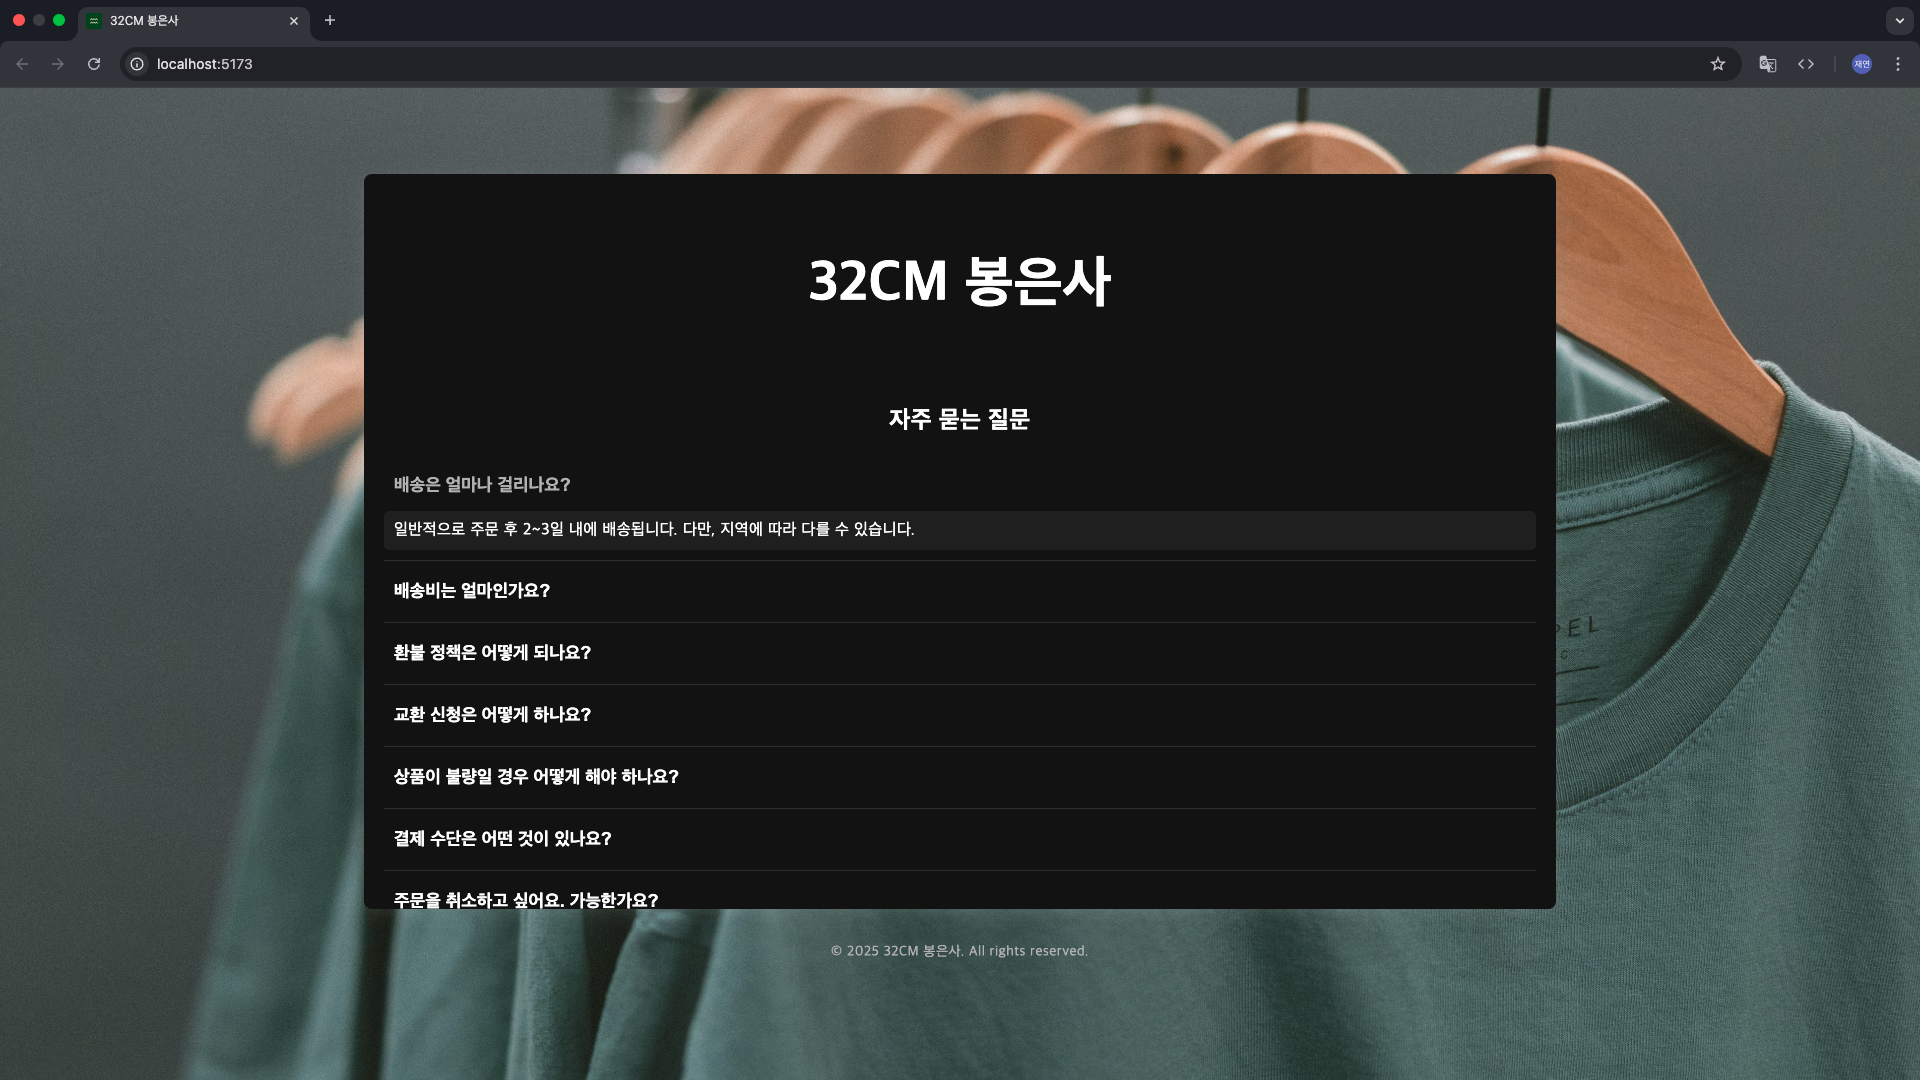 32CM 봉은사
localhost:5173
재연
32CM 봉은사
자주 묻는 질문
배송은 얼마나 걸리나요?
일반적으로 주문 후 2~3일 내에 배송됩니다. 다만, 지역에 따라 다를 수 있습니다.
배송비는 얼마인가요?
환불 정책은 어떻게 되나요?
교환 신청은 어떻게 하나요?
상품이 불량일 경우 어떻게 해야 하나요?
결제 수단은 어떤 것이 있나요?
주문을 취소하고 싶어요. 가능한가요?
© 2025 32CM 봉은사. All rights reserved.